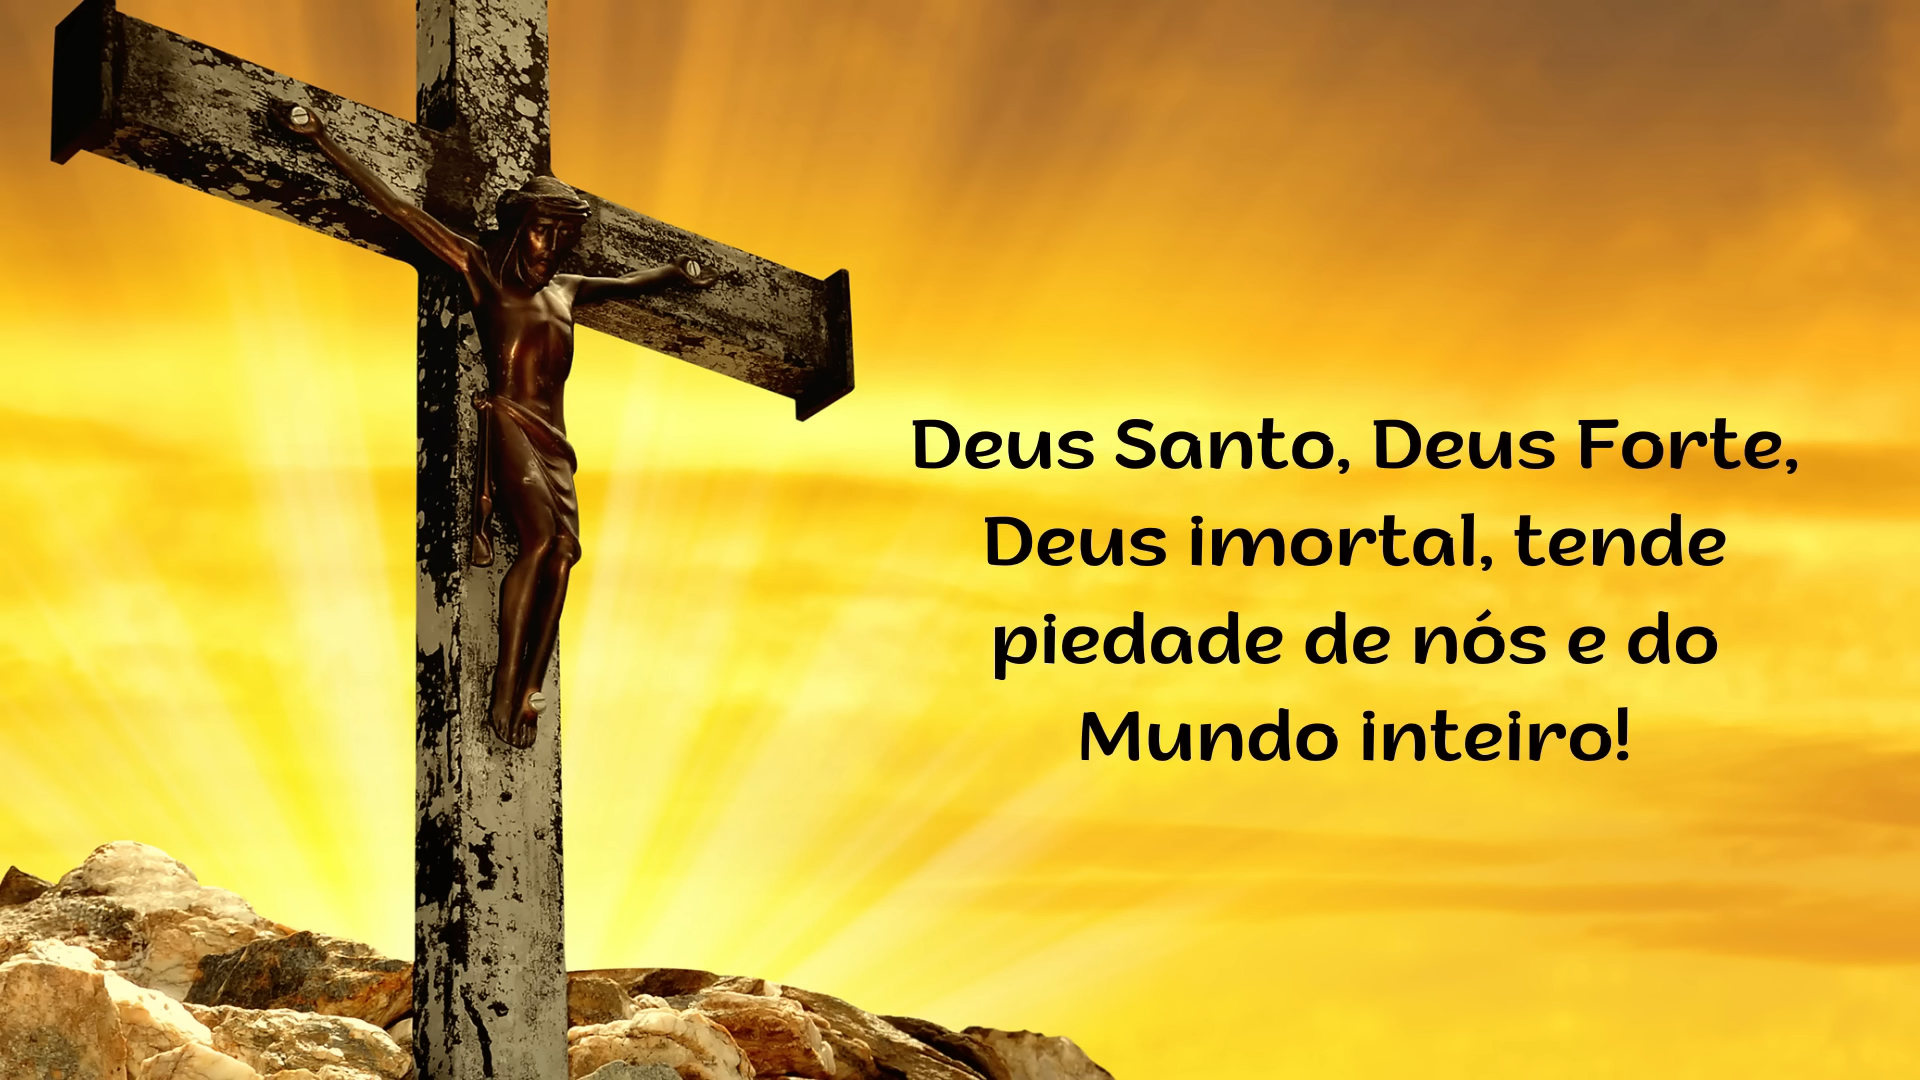 Deus Santo, Deus Forte,
Deus imortal, tende
piedade de nós e do
Mundo inteiro!